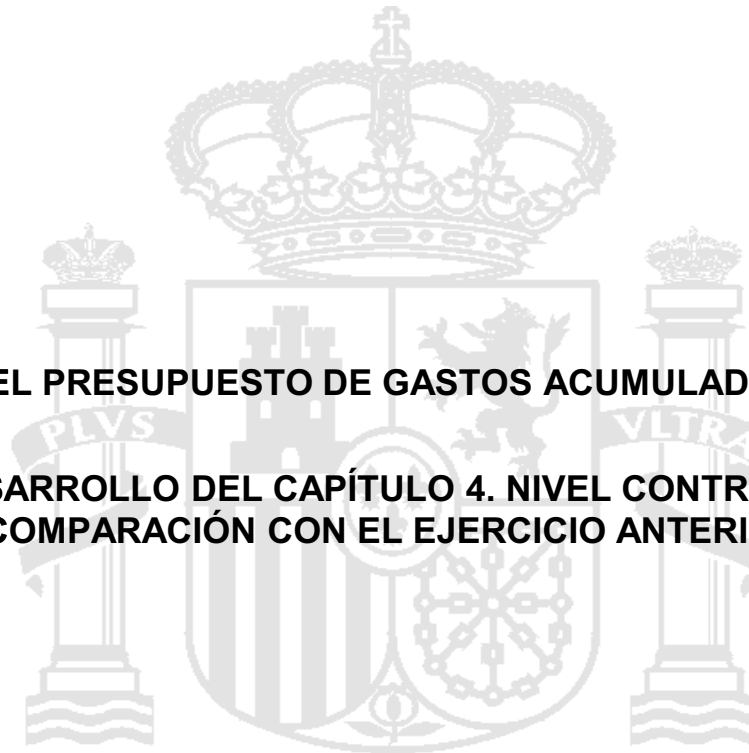 EL PRESUPUESTO DE GASTOS ACUMULAD
PLVS
VLTRA
SARROLLO DEL CAPÍTULO 4. NIVEL CONTR
COMPARACIÓN CON EL EJERCICIO ANTERI